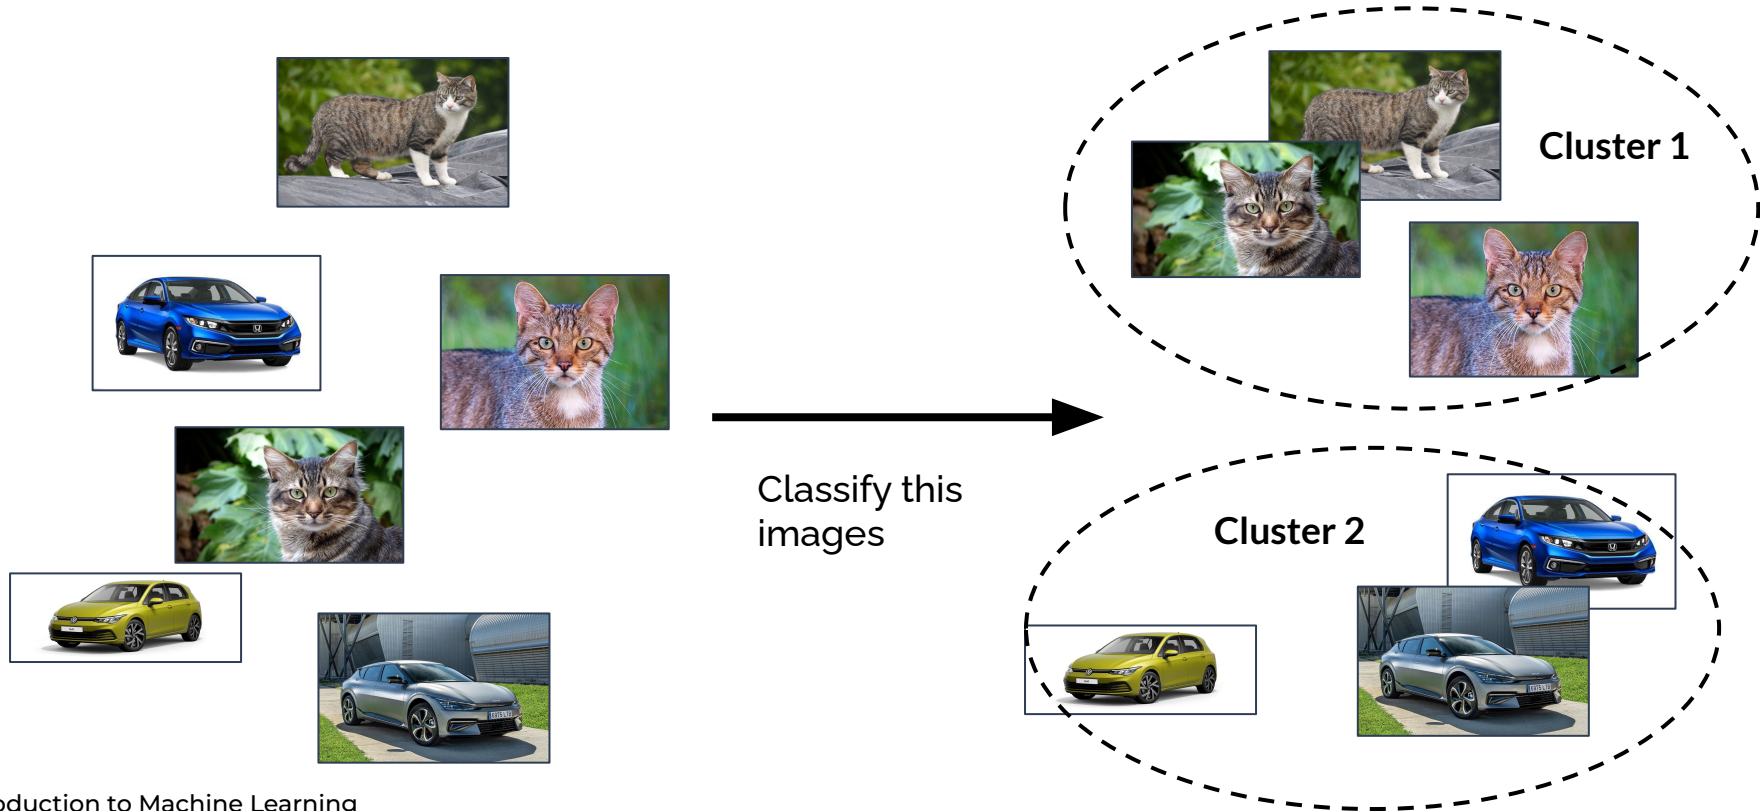 Cluster 1
Classify this
images
Cluster 2
oduction to Machine Learning